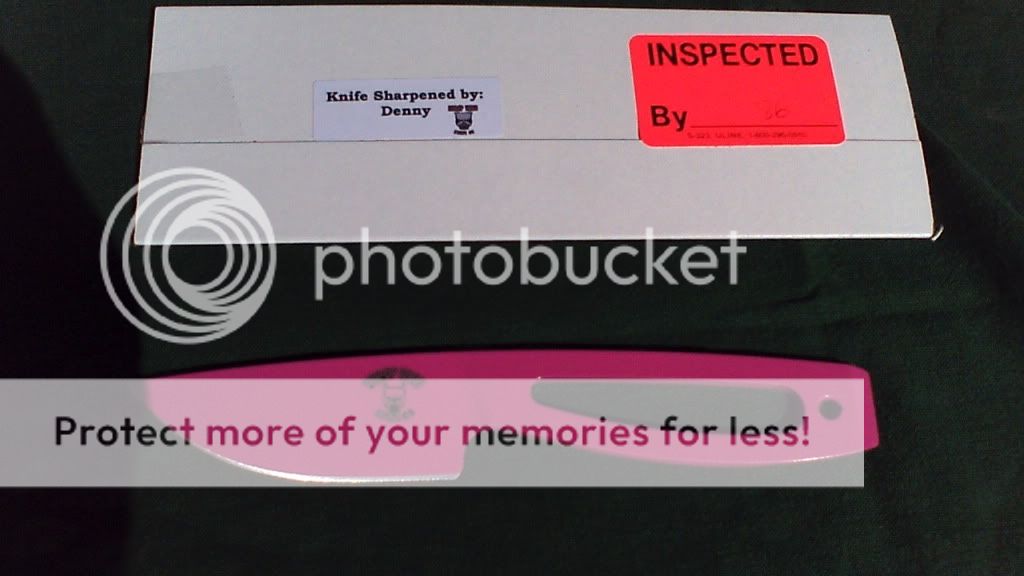 Knife Sharpened by:
Denny
INSPECTED
By
photobucket
Protect more of your memories for less!